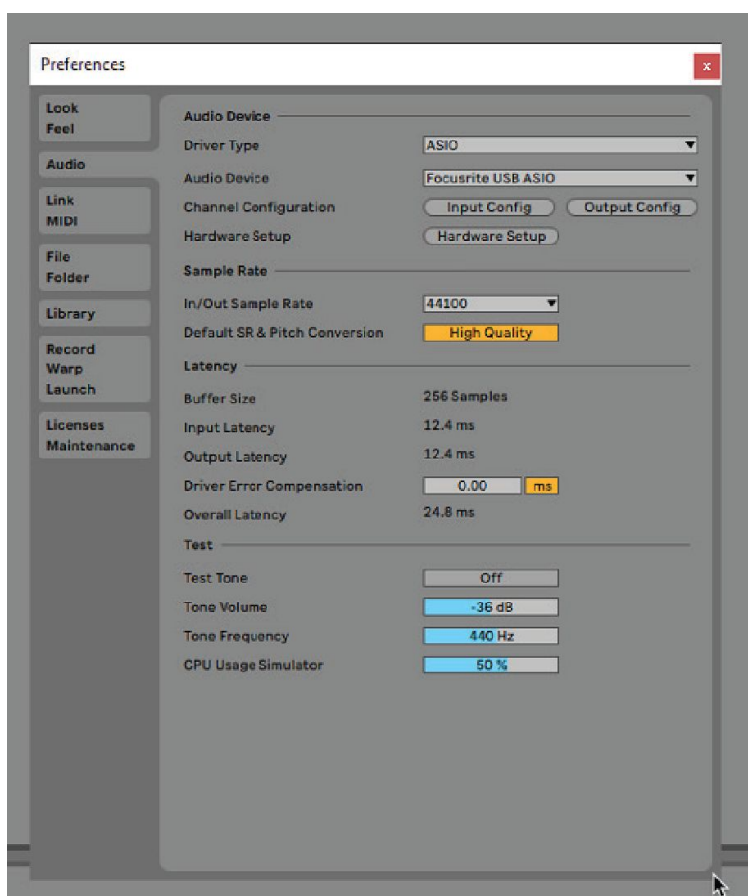 Preferences
x
Look
Feel
Audio
Link
MIDI
File
Folder
Library
Record
Warp
Launch
Licenses
Maintenance
Audio Device
Driver Type ASIO
Audio Device Focusrite USB ASIO
Channel Configuration Input Config Output Config
Hardware Setup Hardware Setup
Sample Rate
In/Out Sample Rate 44100
Default SR & Pitch Conversion High Quality
Latency
Buffer Size 256 Samples
Input Latency 12.4 ms
Output Latency 12.4 ms
Driver Error Compensation 0.00 ms
Overall Latency 24.8 ms
Test
Test Tone Off
Tone Volume -36 dB
Tone Frequency 440 Hz
CPU Usage Simulator 50 %